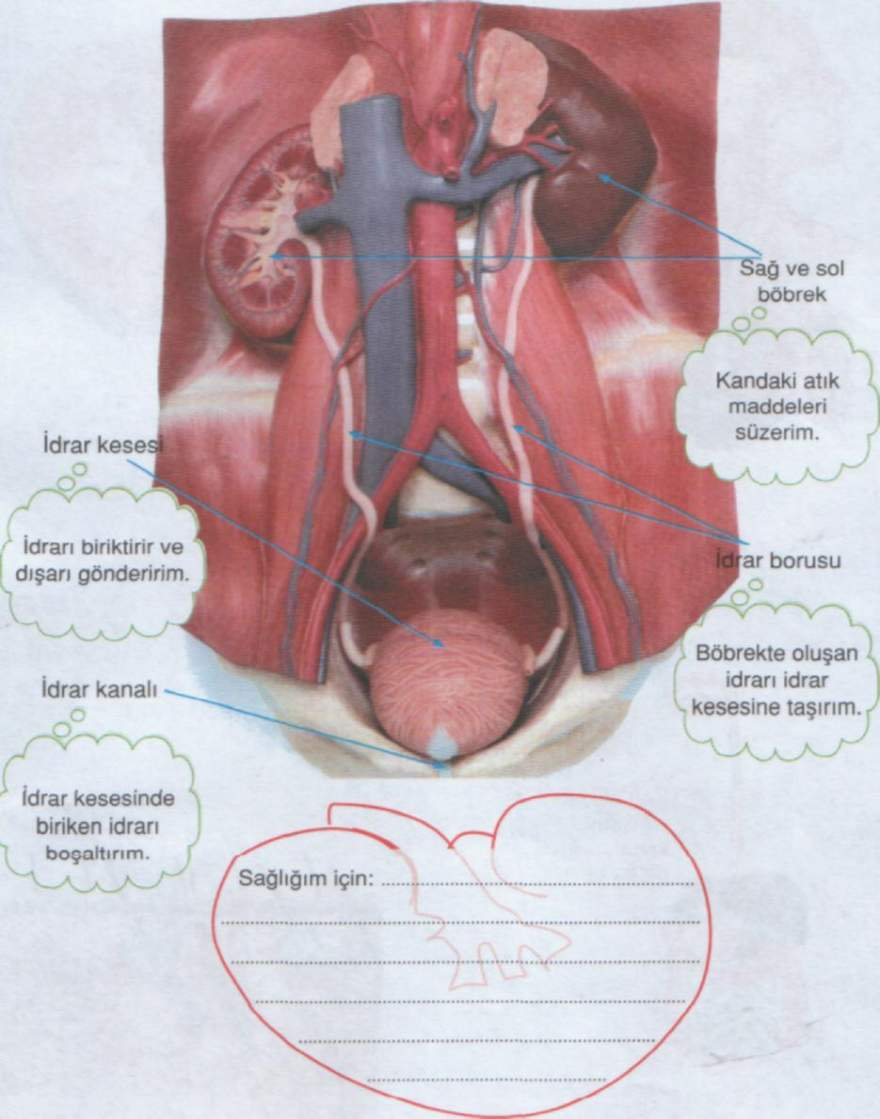 Sağ ve sol
böbrek
Kandaki atık
maddeleri
süzerim.
İdrar kesesi
İdrarı biriktirir ve
dışarı gönderirim.
İdrar borusu
Böbrekte oluşan
idrarı idrar
kesesine taşırım.
İdrar kanalı
İdrar kesesinde
biriken idrarı
boşaltırım.
Sağlığım için: